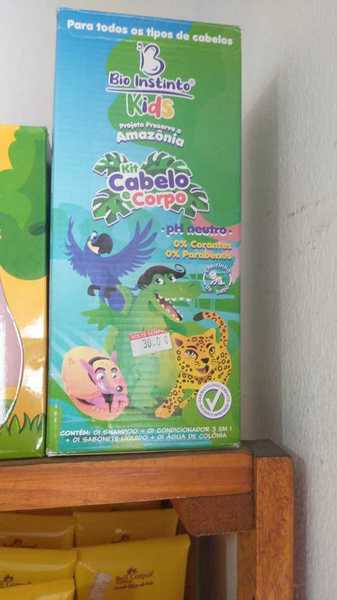 Para todos os tipos de cabelos
Bio Instinto®
Kids
Projeto Preserve a
Amazônia
Kit
Cabelo
e Corpo
- pH neutro -
0% Corantes
0% Parabenos
30.00
CONTÉM: 01 SHAMPOO + 01 CONDICIONADOR 3 EM 1
+ 01 SABONETE LÍQUIDO + 01 ÁGUA DE COLÔNIA